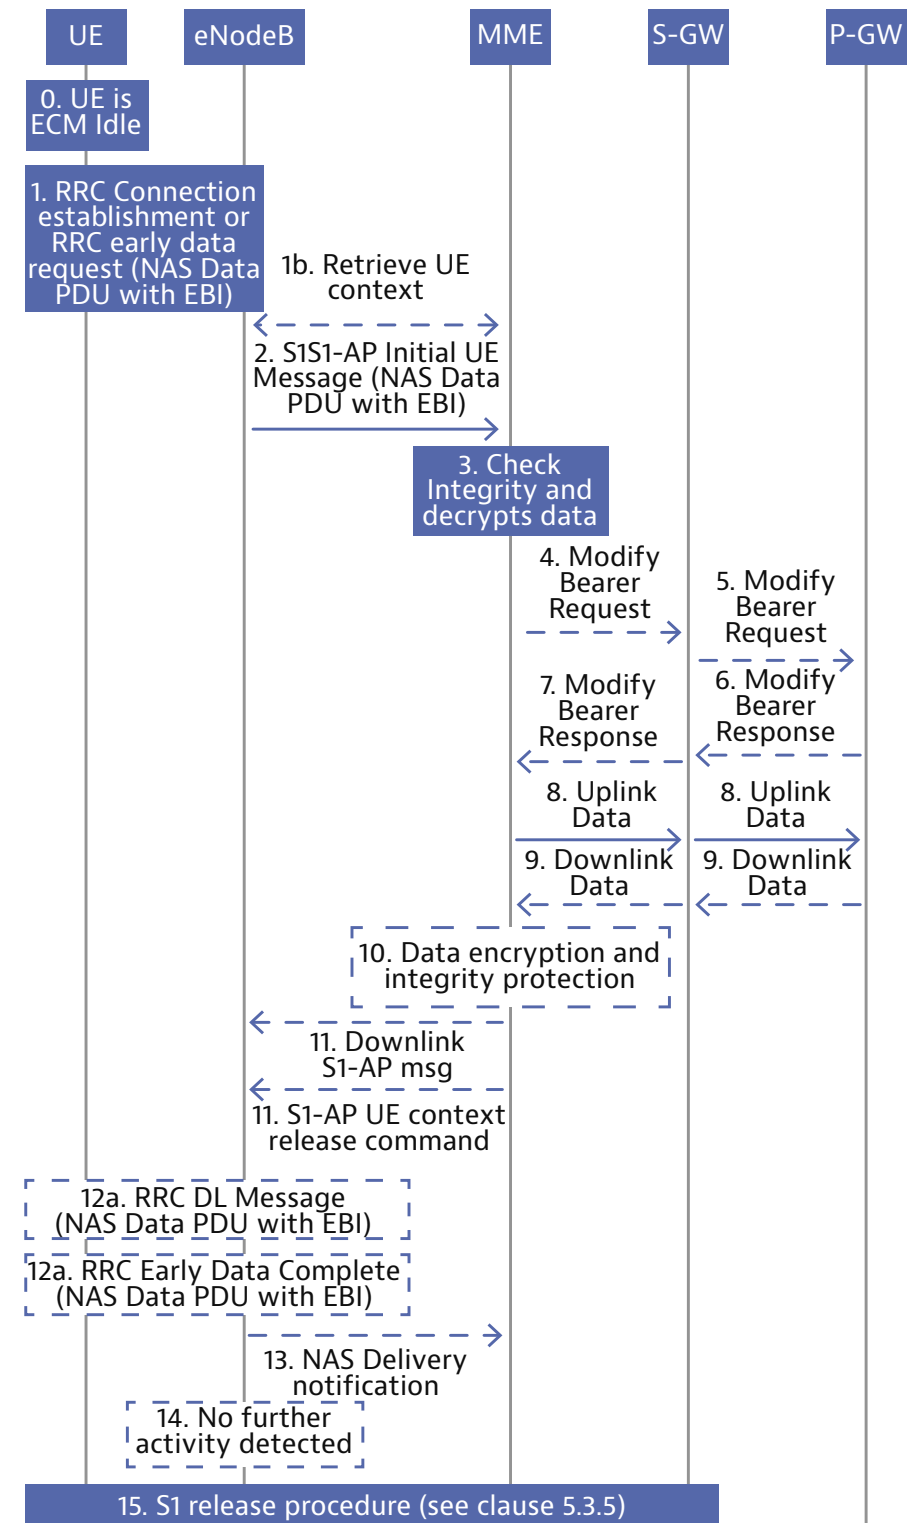 UE
eNodeB
MME
S-GW
P-GW
0. UE is
ECM Idle
1. RRC Connection
establishment or
RRC early data
request (NAS Data
PDU with EBI)
1b. Retrieve UE
context
2. S1S1-AP Initial UE
Message (NAS Data
PDU with EBI)
3. Check
Integrity and
decrypts data
4. Modify
Bearer
Request
5. Modify
Bearer
Request
6. Modify
Bearer
Response
7. Modify
Bearer
Response
8. Uplink
Data
8. Uplink
Data
9. Downlink
Data
9. Downlink
Data
10. Data encryption and
integrity protection
11. Downlink
S1-AP msg
11. S1-AP UE context
release command
12a. RRC DL Message
(NAS Data PDU with EBI)
12a. RRC Early Data Complete
(NAS Data PDU with EBI)
13. NAS Delivery
notification
14. No further
activity detected
15. S1 release procedure (see clause 5.3.5)